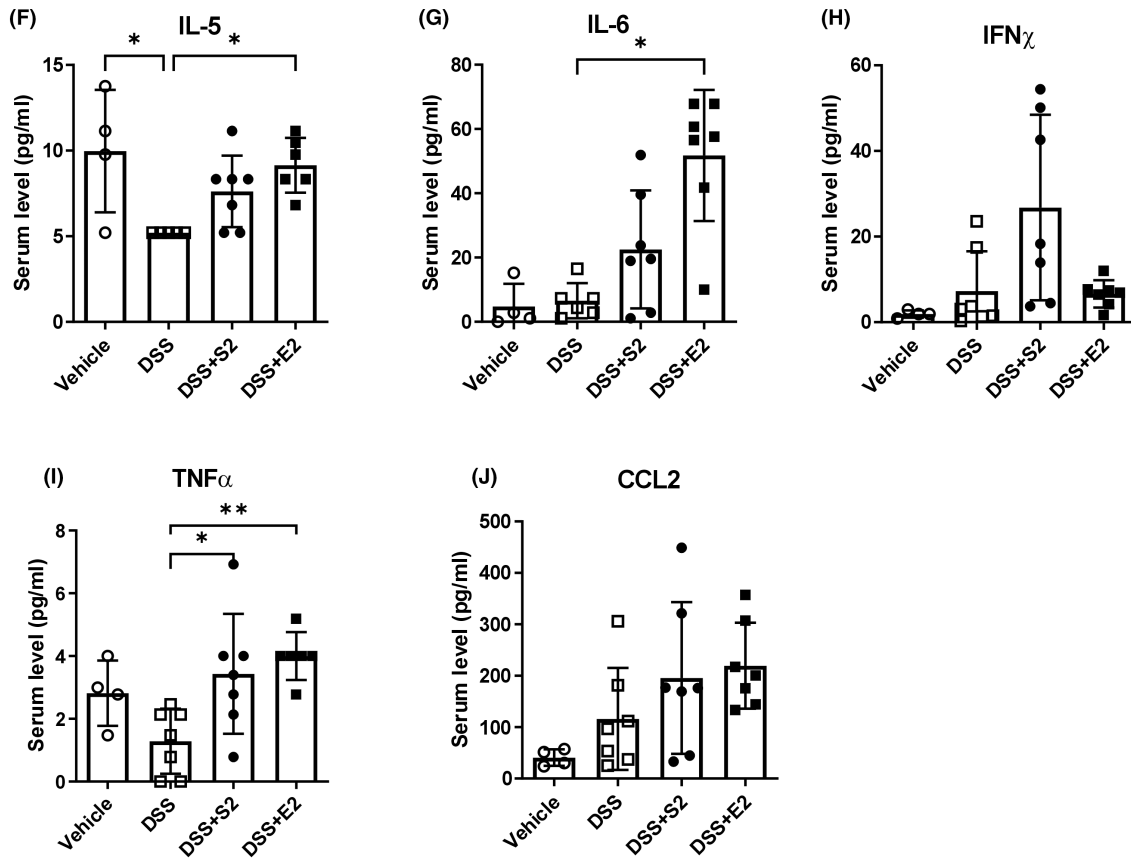 (F) IL-5
* *
Serum level (pg/ml)
15
10
5
0
Vehicle DSS DSS+S2 DSS+E2
(G) IL-6
*
Serum level (pg/ml)
80
60
40
20
0
Vehicle DSS DSS+S2 DSS+E2
(H) IFNχ
Serum level (pg/ml)
60
40
20
0
Vehicle DSS DSS+S2 DSS+E2
(I) TNFα
**
*
Serum level (pg/ml)
8
6
4
2
0
Vehicle DSS DSS+S2 DSS+E2
(J) CCL2
Serum level (pg/ml)
500
400
300
200
100
0
Vehicle DSS DSS+S2 DSS+E2